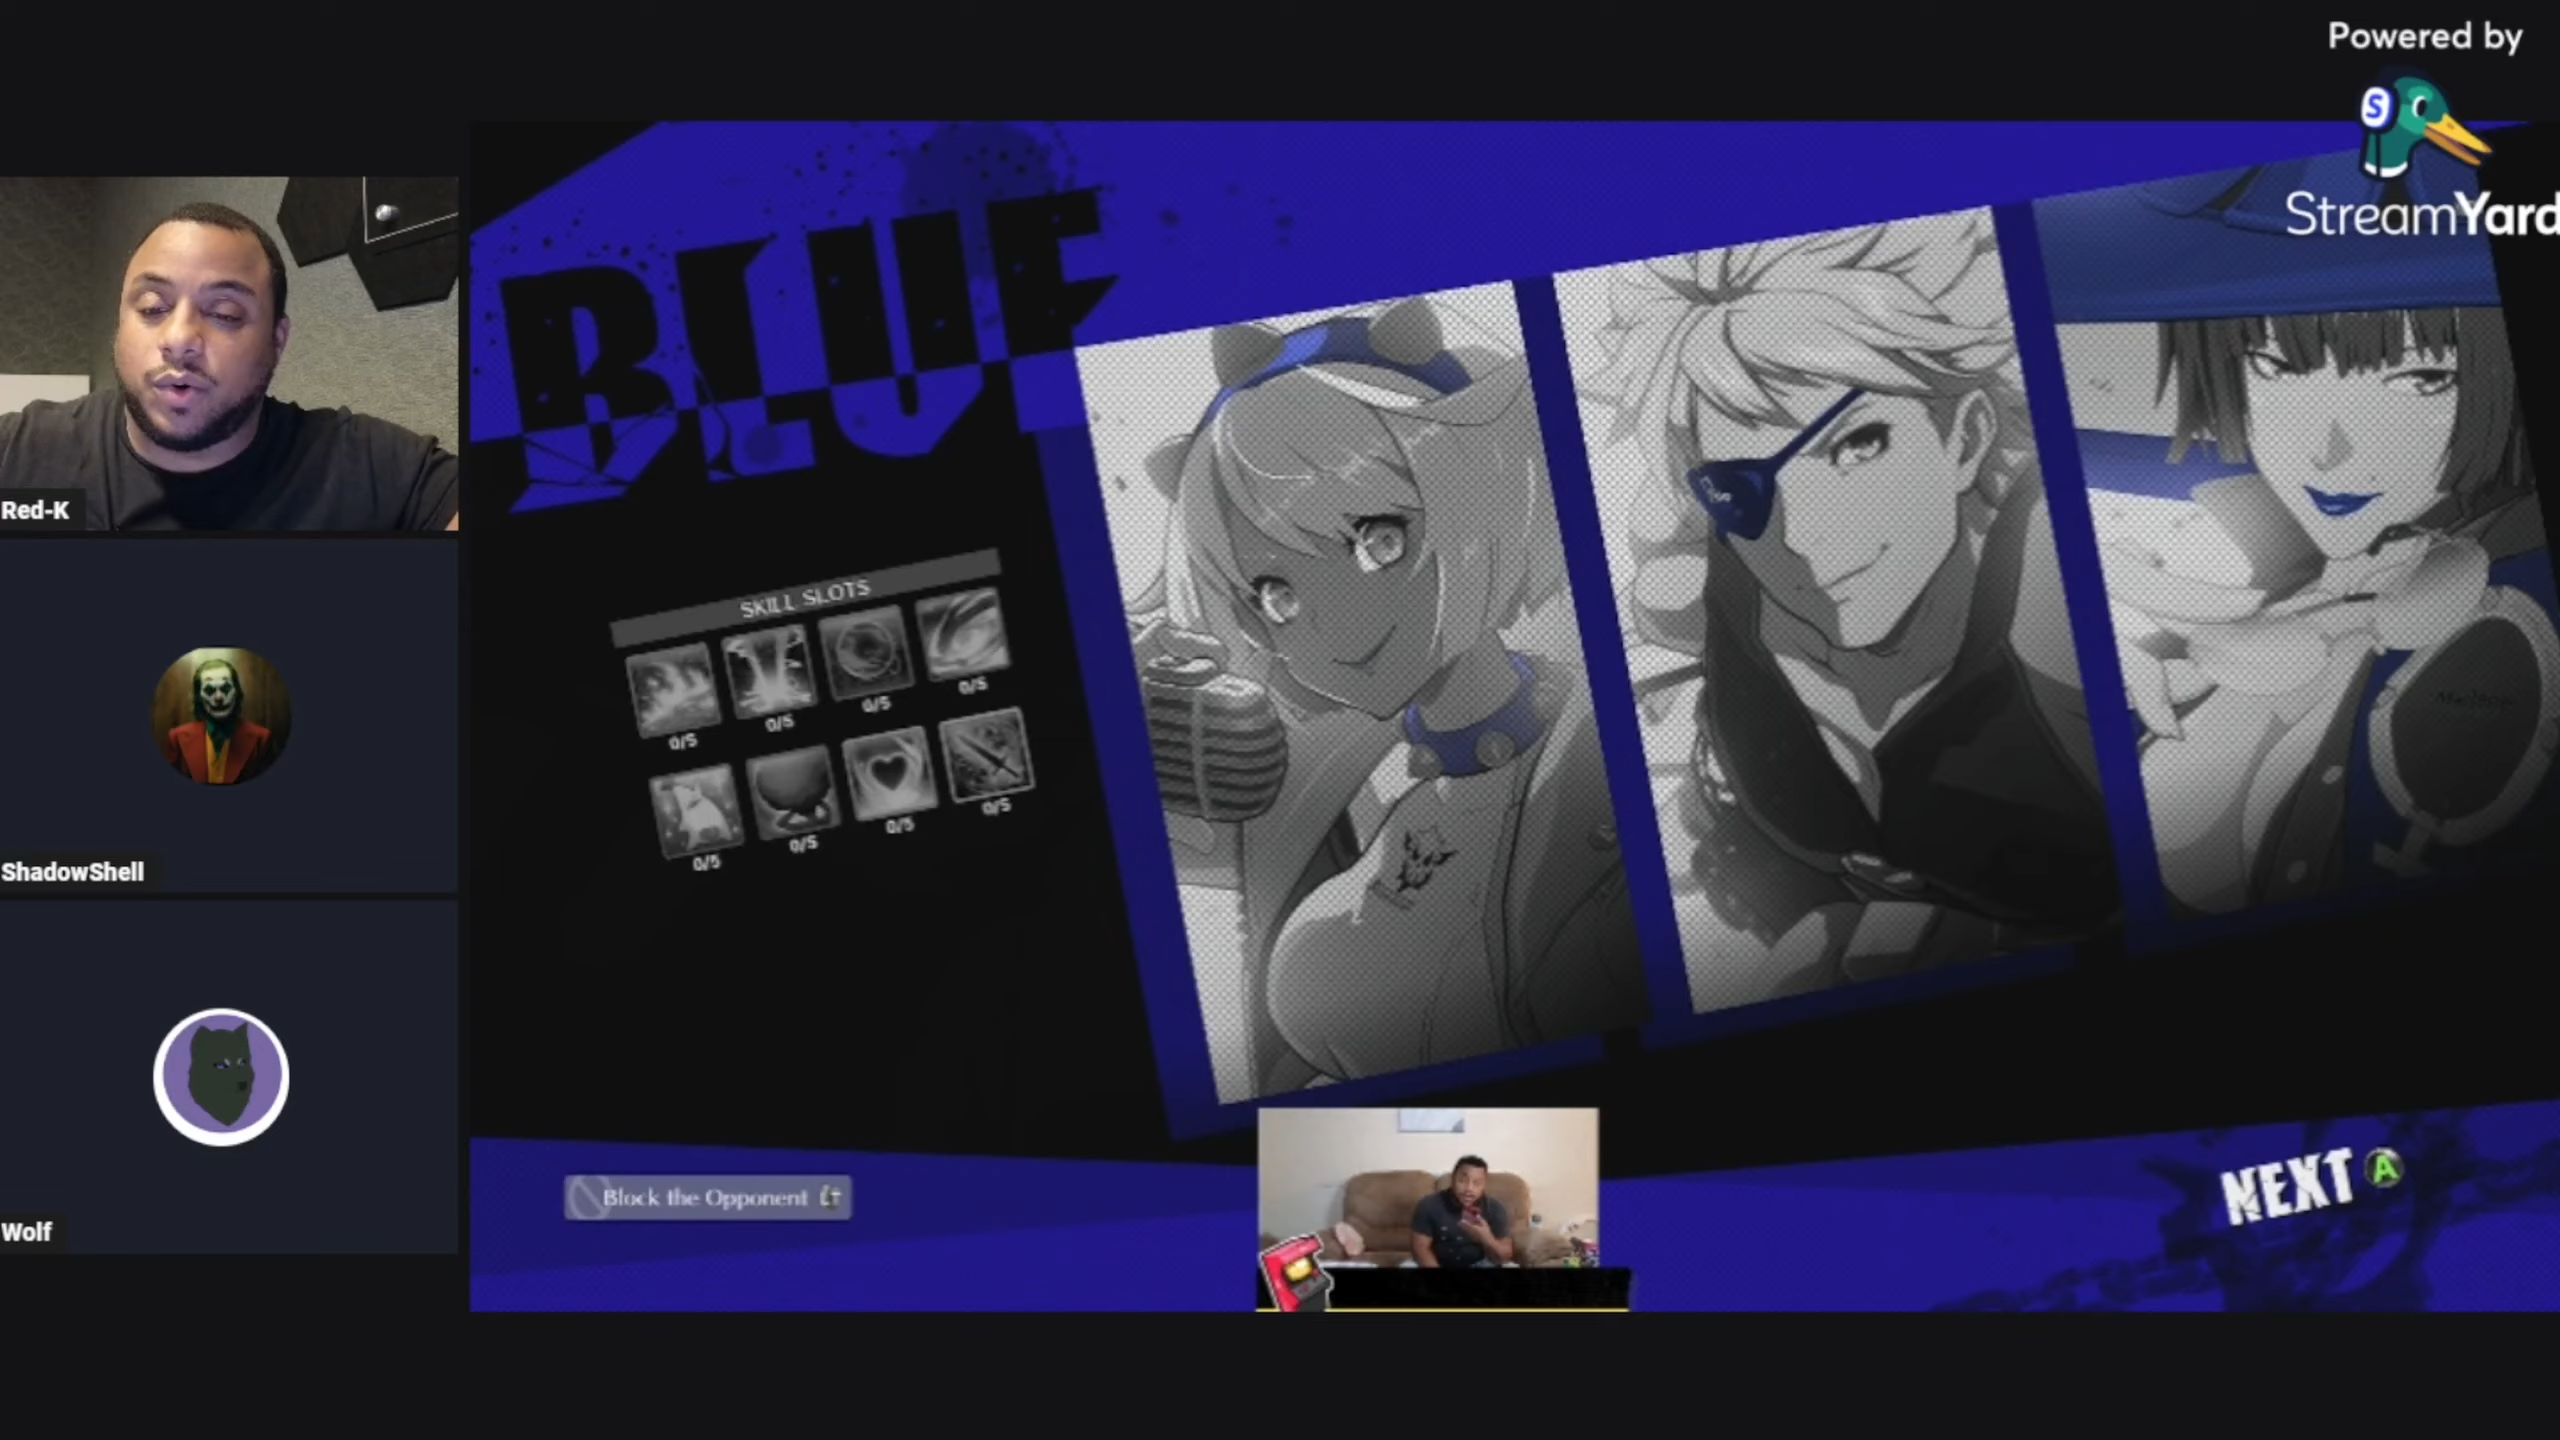 Powered by
S
StreamYard
BLUE
Red-K
SKILL SLOTS
0/5
0/5
0/5
0/5
0/5
0/5
0/5
0/5
ShadowShell
Block the Opponent LT
NEXT A
Wolf